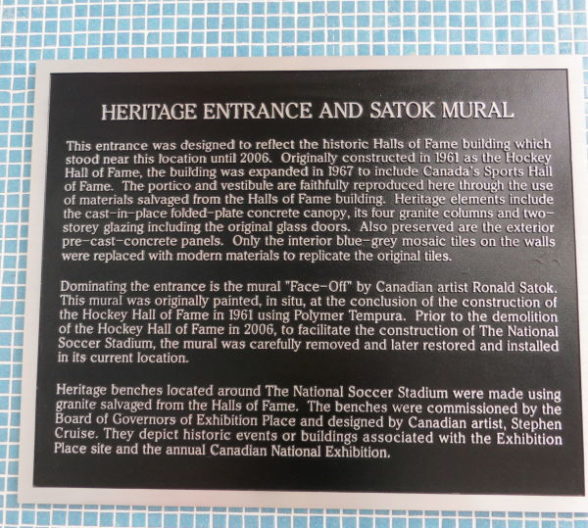 HERITAGE ENTRANCE AND SATOK MURAL
This entrance was designed to reflect the historic Halls of Fame building which
stood near this location until 2006. Originally constructed in 1961 as the Hockey
Hall of Fame, the building was expanded in 1967 to include Canada's Sports Hall
of Fame. The portico and vestibule are faithfully reproduced here through the use
of materials salvaged from the Halls of Fame building. Heritage elements include
the cast-in-place folded-plate concrete canopy, its four granite columns and two-
storey glazing including the original glass doors. Also preserved are the exterior
pre-cast-concrete panels. Only the interior blue-grey mosaic tiles on the walls
were replaced with modern materials to replicate the original tiles.
Dominating the entrance is the mural "Face-Off" by Canadian artist Ronald Satok.
This mural was originally painted, in situ, at the conclusion of the construction of
the Hockey Hall of Fame in 1961 using Polymer Tempura. Prior to the demolition
of the Hockey Hall of Fame in 2006, to facilitate the construction of The National
Soccer Stadium, the mural was carefully removed and later restored and installed
in its current location.
Heritage benches located around The National Soccer Stadium were made using
granite salvaged from the Halls of Fame. The benches were commissioned by the
Board of Governors of Exhibition Place and designed by Canadian artist, Stephen
Cruise. They depict historic events or buildings associated with the Exhibition
Place site and the annual Canadian National Exhibition.